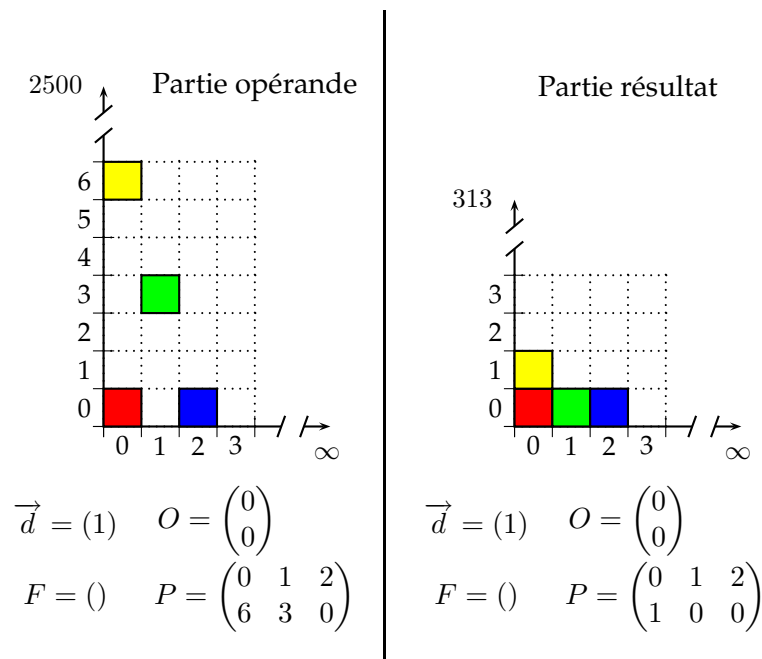 Partie opérande
2500
6
5
4
3
2
1
0
0 1 2 3
∞
d = (1) O = (0 0)
F = () P = (0 1 2
6 3 0)
Partie résultat
313
3
2
1
0
0 1 2 3
∞
d = (1) O = (0 0)
F = () P = (0 1 2
1 0 0)